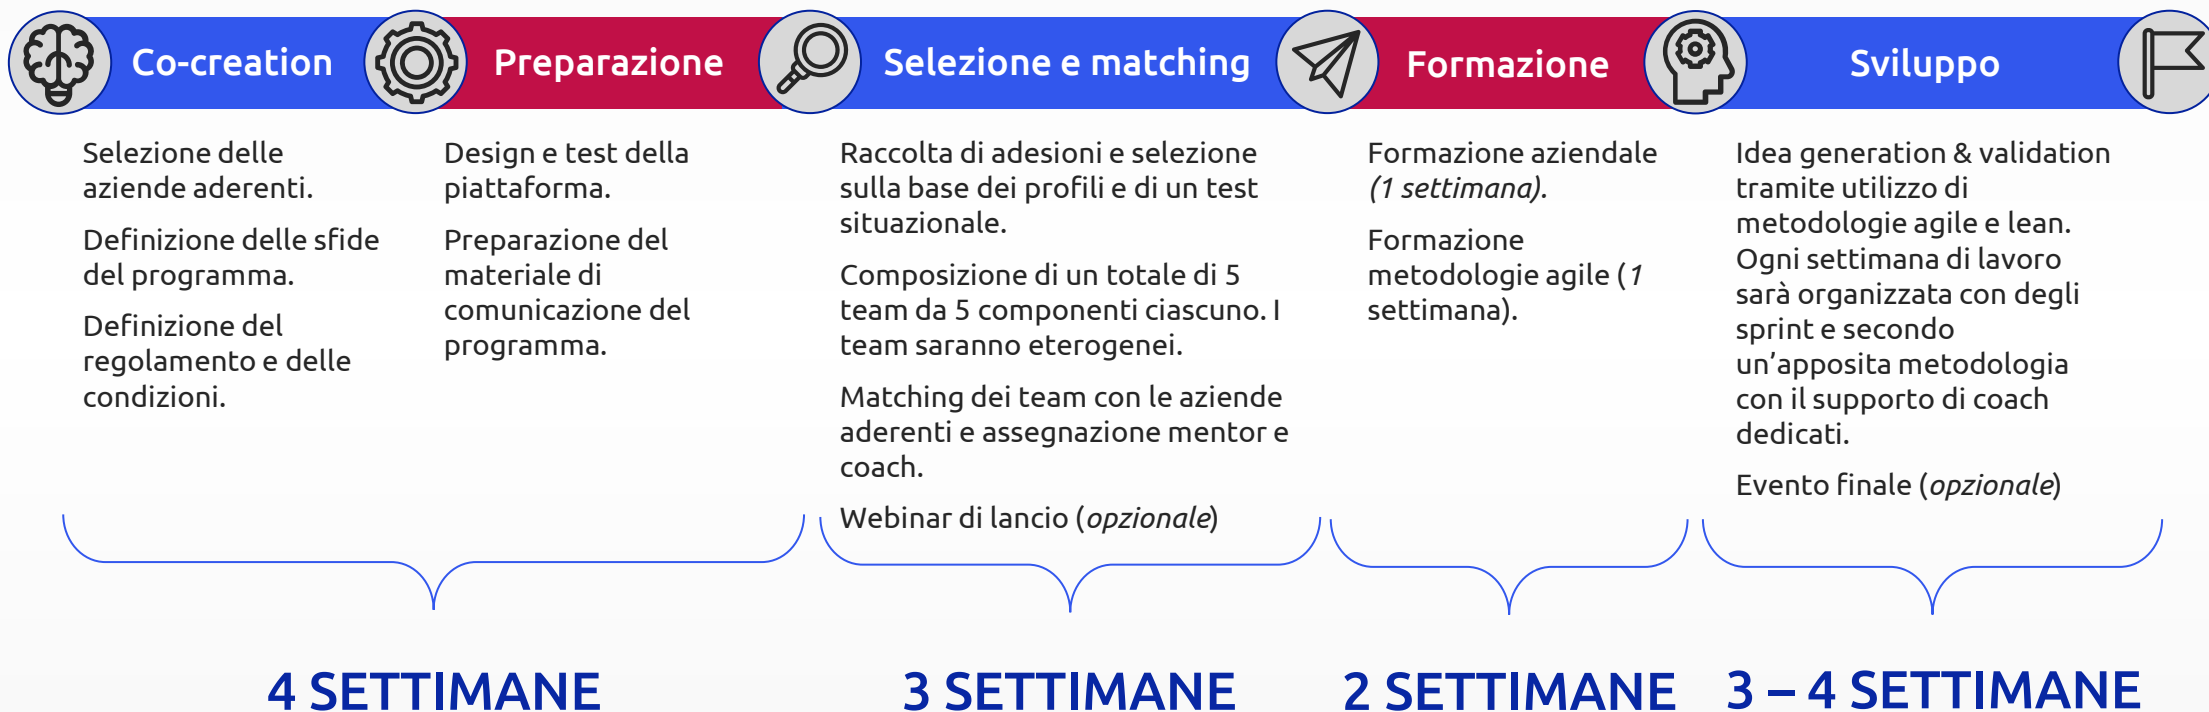 Co-creation
Preparazione
Selezione e matching
Formazione
Sviluppo
Selezione delle
aziende aderenti.
Definizione delle sfide
del programma.
Definizione del
regolamento e delle
condizioni.
Design e test della
piattaforma.
Preparazione del
materiale di
comunicazione del
programma.
Raccolta di adesioni e selezione
sulla base dei profili e di un test
situazionale.
Composizione di un totale di 5
team da 5 componenti ciascuno. I
team saranno eterogenei.
Matching dei team con le aziende
aderenti e assegnazione mentor e
coach.
Webinar di lancio (opzionale)
Formazione aziendale
(1 settimana).
Formazione
metodologie agile (1
settimana).
Idea generation & validation
tramite utilizzo di
metodologie agile e lean.
Ogni settimana di lavoro
sarà organizzata con degli
sprint e secondo
un’apposita metodologia
con il supporto di coach
dedicati.
Evento finale (opzionale)
4 SETTIMANE
3 SETTIMANE
2 SETTIMANE
3 – 4 SETTIMANE